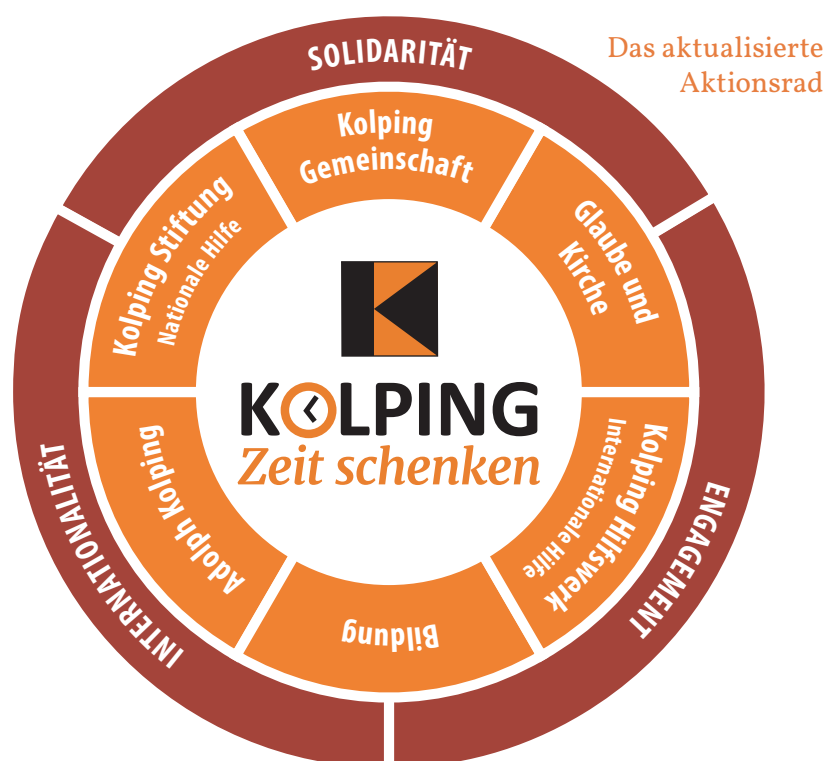 Das aktualisierte
Aktionsrad
SOLIDARITÄT
ENGAGEMENT
INTERNATIONALITÄT
Kolping
Gemeinschaft
Glaube und
Kirche
Kolping Hilfswerk
Internationale Hilfe
Bildung
Adolph Kolping
Kolping Stiftung
Nationale Hilfe
KOLPING
Zeit schenken